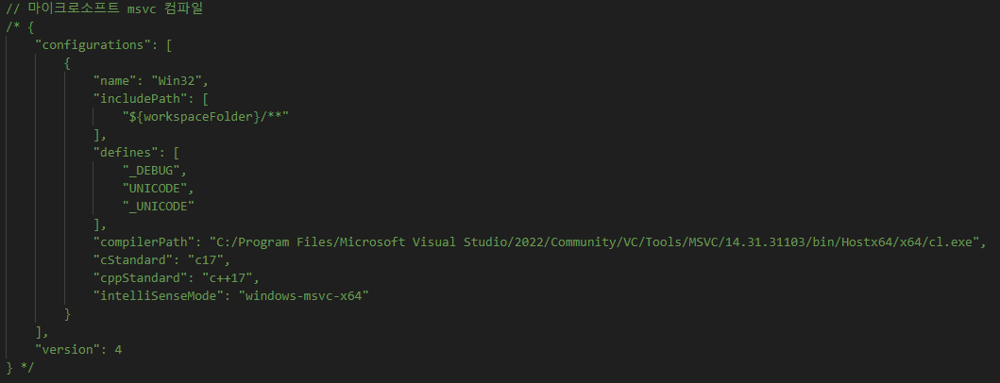 // 마이크로소프트 msvc 컴파일
/* {
    "configurations": [
        {
            "name": "Win32",
            "includePath": [
                "${workspaceFolder}/**"
            ],
            "defines": [
                "_DEBUG",
                "UNICODE",
                "_UNICODE"
            ],
            "compilerPath": "C:/Program Files/Microsoft Visual Studio/2022/Community/VC/Tools/MSVC/14.31.31103/bin/Hostx64/x64/cl.exe",
            "cStandard": "c17",
            "cppStandard": "c++17",
            "intelliSenseMode": "windows-msvc-x64"
        }
    ],
    "version": 4
} */